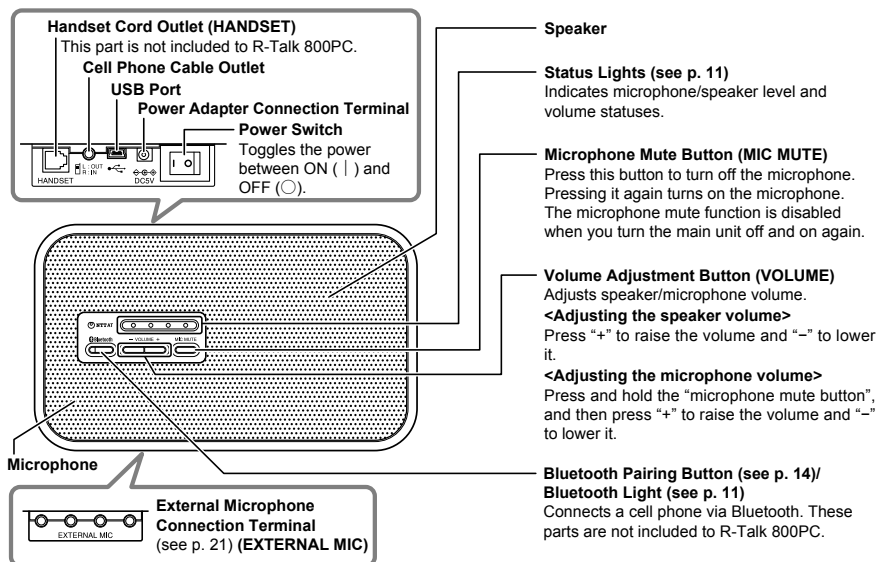 Handset Cord Outlet (HANDSET)
This part is not included to R-Talk 800PC.
Cell Phone Cable Outlet
USB Port
Power Adapter Connection Terminal
Power Switch
Toggles the power
between ON ( | ) and
OFF (○).
HANDSET
L : OUT
R : IN
DC5V
I O
Speaker
Status Lights (see p. 11)
Indicates microphone/speaker level and
volume statuses.
Microphone Mute Button (MIC MUTE)
Press this button to turn off the microphone.
Pressing it again turns on the microphone.
The microphone mute function is disabled
when you turn the main unit off and on again.
Volume Adjustment Button (VOLUME)
Adjusts speaker/microphone volume.
<Adjusting the speaker volume>
Press “+” to raise the volume and “−” to lower
it.
<Adjusting the microphone volume>
Press and hold the “microphone mute button”,
and then press “+” to raise the volume and “−”
to lower it.
Bluetooth Pairing Button (see p. 14)/
Bluetooth Light (see p. 11)
Connects a cell phone via Bluetooth. These
parts are not included to R-Talk 800PC.
NTT AT
Bluetooth
− VOLUME +
MIC MUTE
Microphone
EXTERNAL MIC
External Microphone
Connection Terminal
(see p. 21) (EXTERNAL MIC)